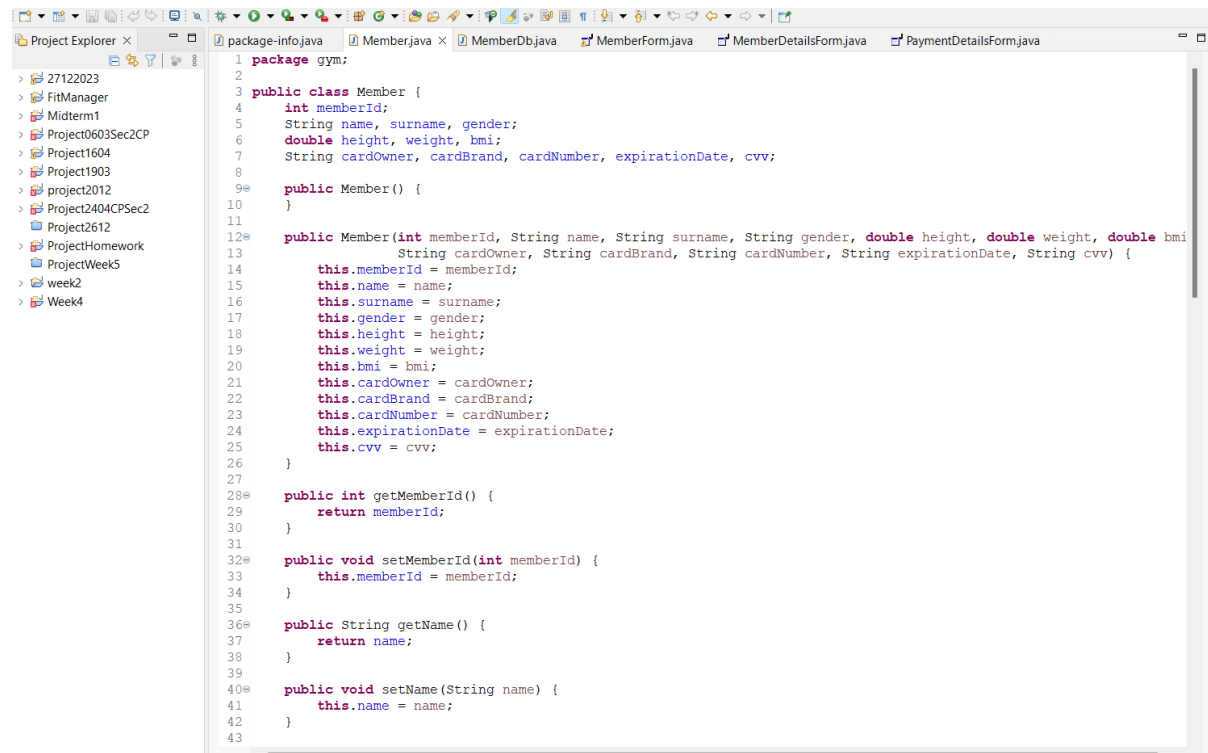 Project Explorer ×
27122023
FitManager
Midterm1
Project0603Sec2CP
Project1604
Project1903
project2012
Project2404CPSec2
Project2612
ProjectHomework
ProjectWeek5
week2
Week4
package-info.java Member.java × MemberDb.java MemberForm.java MemberDetailsForm.java PaymentDetailsForm.java
1 package gym;
2
3 public class Member {
4     int memberId;
5     String name, surname, gender;
6     double height, weight, bmi;
7     String cardOwner, cardBrand, cardNumber, expirationDate, cvv;
8
9     public Member() {
10     }
11
12     public Member(int memberId, String name, String surname, String gender, double height, double weight, double bmi
13                   String cardOwner, String cardBrand, String cardNumber, String expirationDate, String cvv) {
14         this.memberId = memberId;
15         this.name = name;
16         this.surname = surname;
17         this.gender = gender;
18         this.height = height;
19         this.weight = weight;
20         this.bmi = bmi;
21         this.cardOwner = cardOwner;
22         this.cardBrand = cardBrand;
23         this.cardNumber = cardNumber;
24         this.expirationDate = expirationDate;
25         this.cvv = cvv;
26     }
27
28     public int getMemberId() {
29         return memberId;
30     }
31
32     public void setMemberId(int memberId) {
33         this.memberId = memberId;
34     }
35
36     public String getName() {
37         return name;
38     }
39
40     public void setName(String name) {
41         this.name = name;
42     }
43